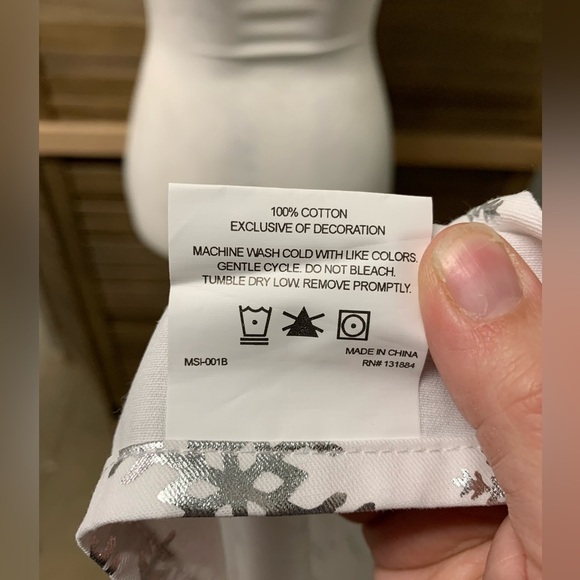 100% COTTON
EXCLUSIVE OF DECORATION
MACHINE WASH COLD WITH LIKE COLORS.
GENTLE CYCLE. DO NOT BLEACH.
TUMBLE DRY LOW. REMOVE PROMPTLY.
MADE IN CHINA
MSI-001B RN# 131884